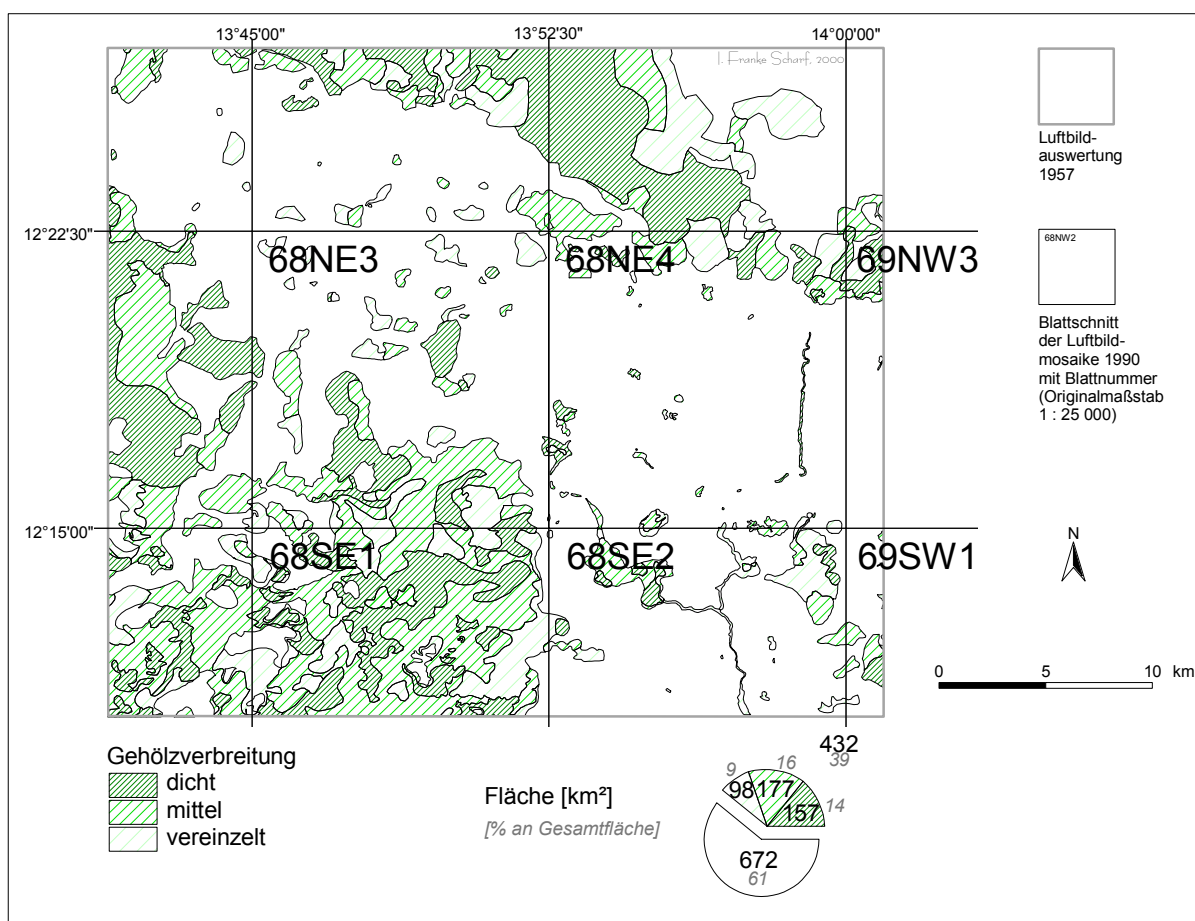 13°45'00"
13°52'30"
14°00'00"
I. Franke Scharf, 2000
Luftbild-
auswertung
1957
12°22'30"
68NE3
68NE4
69NW3
68NW2
Blattschnitt
der Luftbild-
mosaike 1990
mit Blattnummer
(Originalmaßstab
1 : 25 000)
12°15'00"
68SE1
68SE2
69SW1
N
0 5 10 km
Gehölzverbreitung
dicht
mittel
vereinzelt
Fläche [km²]
[% an Gesamtfläche]
432
39
9
16
98
177
157
14
672
61